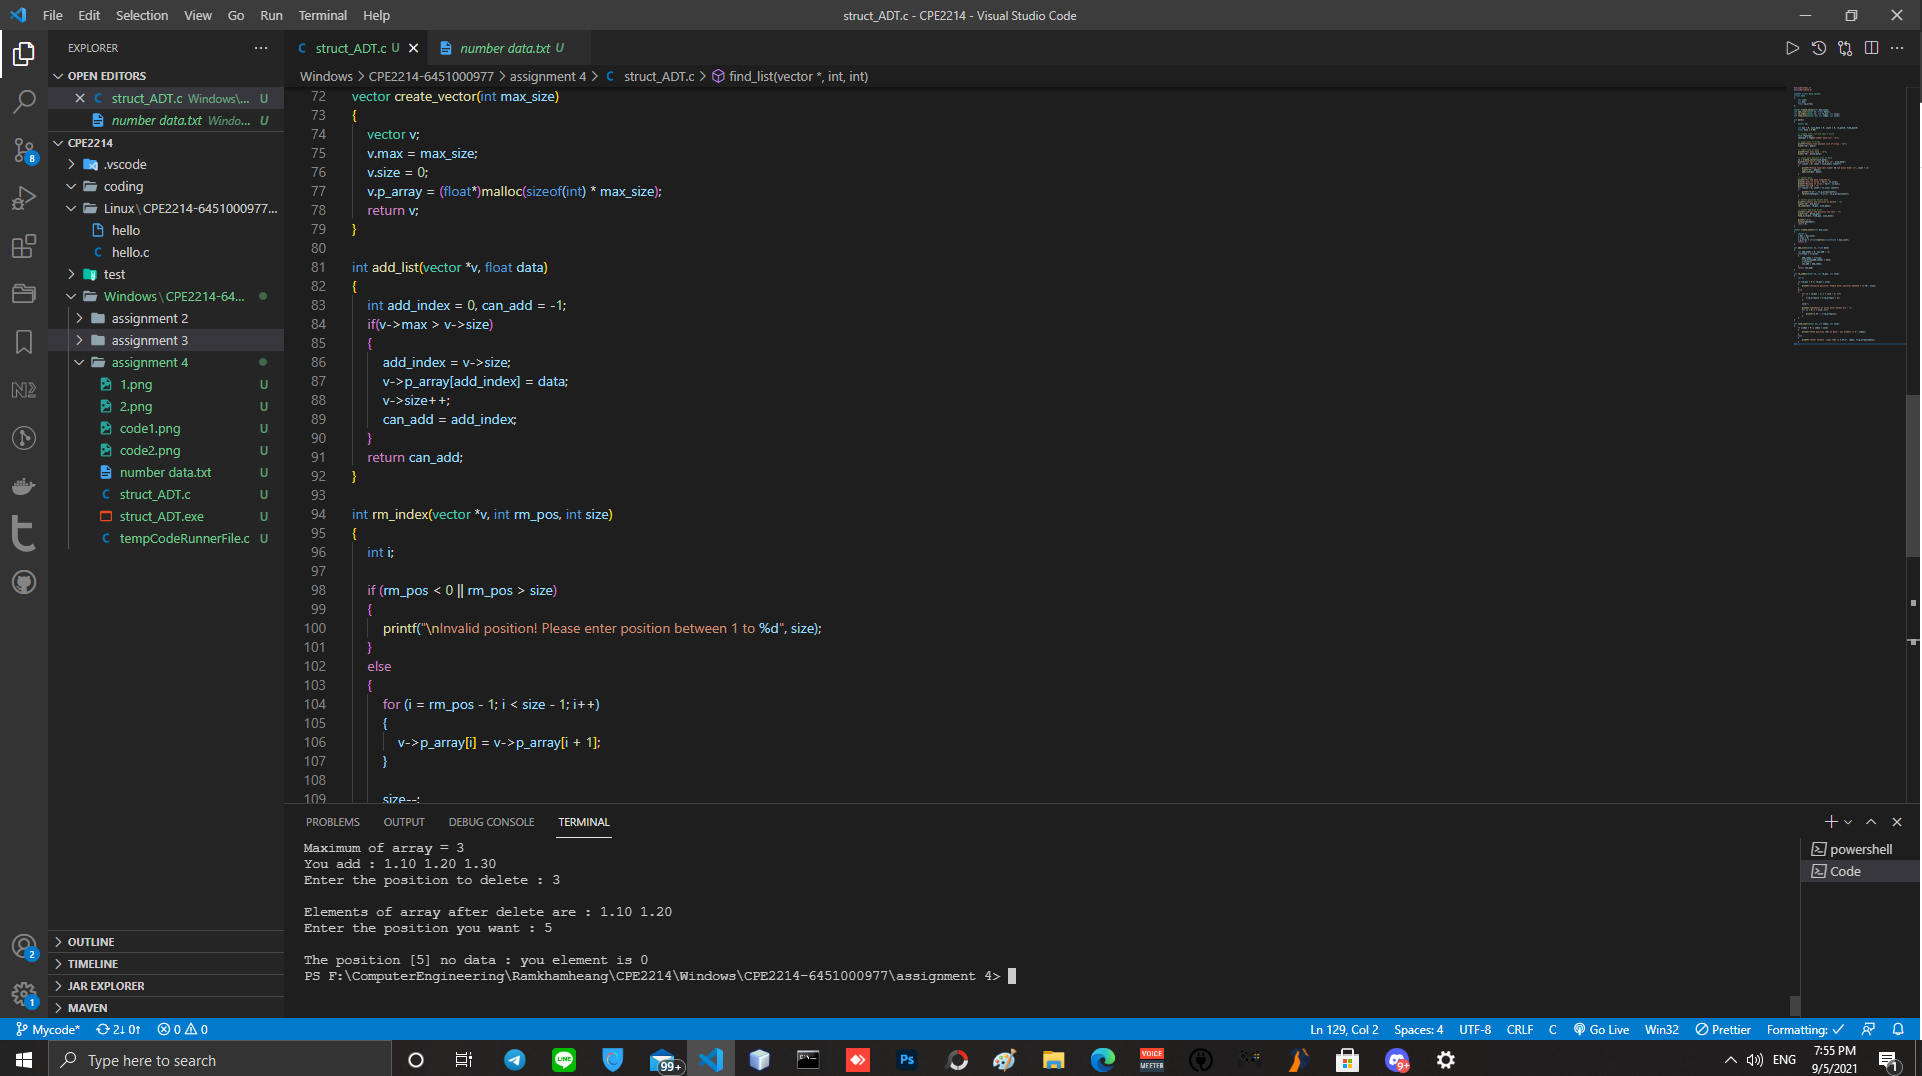 File Edit Selection View Go Run Terminal Help
struct_ADT.c - CPE2214 - Visual Studio Code
EXPLORER
OPEN EDITORS
struct_ADT.c Windows\... U
number data.txt Windo... U
CPE2214
.vscode
coding
Linux\CPE2214-6451000977...
hello
hello.c
test
Windows\CPE2214-64...
assignment 2
assignment 3
assignment 4
1.png U
2.png U
code1.png U
code2.png U
number data.txt U
struct_ADT.c U
struct_ADT.exe U
tempCodeRunnerFile.c U
OUTLINE
TIMELINE
JAR EXPLORER
MAVEN
8
2
1
struct_ADT.c U
number data.txt U
Windows > CPE2214-6451000977 > assignment 4 > C struct_ADT.c > find_list(vector *, int, int)
72 vector create_vector(int max_size)
73 {
74 vector v;
75 v.max = max_size;
76 v.size = 0;
77 v.p_array = (float*)malloc(sizeof(int) * max_size);
78 return v;
79 }
80
81 int add_list(vector *v, float data)
82 {
83 int add_index = 0, can_add = -1;
84 if(v->max > v->size)
85 {
86 add_index = v->size;
87 v->p_array[add_index] = data;
88 v->size++;
89 can_add = add_index;
90 }
91 return can_add;
92 }
93
94 int rm_index(vector *v, int rm_pos, int size)
95 {
96 int i;
97
98 if (rm_pos < 0 || rm_pos > size)
99 {
100 printf("\nInvalid position! Please enter position between 1 to %d", size);
101 }
102 else
103 {
104 for (i = rm_pos - 1; i < size - 1; i++)
105 {
106 v->p_array[i] = v->p_array[i + 1];
107 }
108
109 size--;
PROBLEMS OUTPUT DEBUG CONSOLE TERMINAL
Maximum of array = 3
You add : 1.10 1.20 1.30
Enter the position to delete : 3
Elements of array after delete are : 1.10 1.20
Enter the position you want : 5
The position [5] no data : you element is 0
PS F:\ComputerEngineering\Ramkhamheang\CPE2214\Windows\CPE2214-6451000977\assignment 4>
powershell
Code
Mycode* 2↓ 0↑ 0 0
Ln 129, Col 2 Spaces: 4 UTF-8 CRLF C Go Live Win32 Prettier Formatting: ✓
Type here to search
LINE
99+
Ps
VOICE MEETER
9+
ENG
7:55 PM
9/5/2021
1